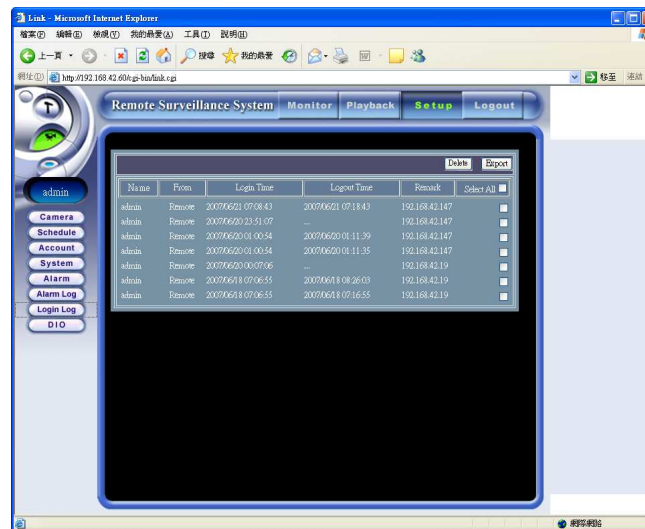 Link - Microsoft Internet Explorer
檔案(F) 編輯(E) 檢視(V) 我的最愛(A) 工具(T) 說明(H)
上一頁 搜尋 我的最愛
網址(D) http://192.168.42.60/cgi-bin/link.cgi 移至 連結
Remote Surveillance System Monitor Playback Setup Logout
admin
Camera
Schedule
Account
System
Alarm
Alarm Log
Login Log
DIO
Delete Export
Name From Login Time Logout Time Remark Select All
admin Remote 2007/06/21 07:08:43 2007/06/21 07:18:43 192.168.42.147
admin Remote 2007/06/20 23:51:07 ... 192.168.42.147
admin Remote 2007/06/20 01:00:54 2007/06/20 01:11:39 192.168.42.147
admin Remote 2007/06/20 01:00:54 2007/06/20 01:11:35 192.168.42.147
admin Remote 2007/06/20 00:07:06 ... 192.168.42.19
admin Remote 2007/06/18 07:06:55 2007/06/18 08:26:03 192.168.42.19
admin Remote 2007/06/18 07:06:55 2007/06/18 07:16:55 192.168.42.19
網際網路